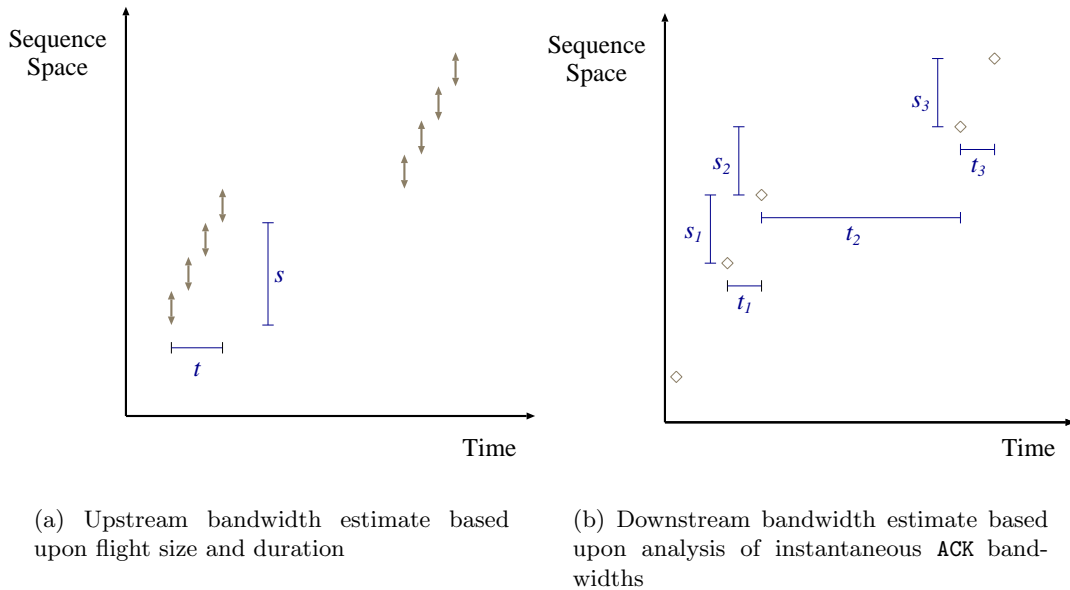 Sequence
Space
s
t
Time
(a) Upstream bandwidth estimate based
upon flight size and duration
Sequence
Space
s3
t3
s2
t2
s1
t1
Time
(b) Downstream bandwidth estimate based
upon analysis of instantaneous ACK band-
widths